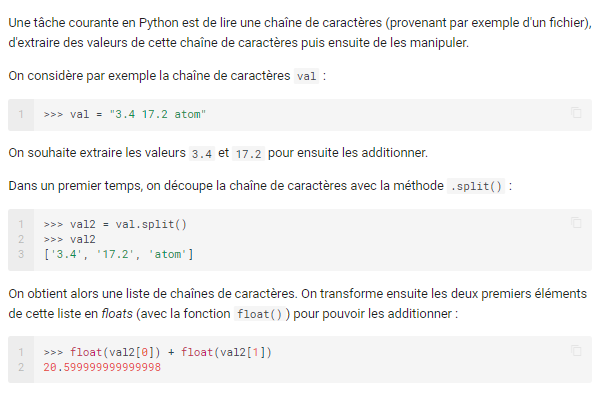 Une tâche courante en Python est de lire une chaîne de caractères (provenant par exemple d'un fichier),
d'extraire des valeurs de cette chaîne de caractères puis ensuite de les manipuler.
On considère par exemple la chaîne de caractères val :
1 >>> val = "3.4 17.2 atom"
On souhaite extraire les valeurs 3.4 et 17.2 pour ensuite les additionner.
Dans un premier temps, on découpe la chaîne de caractères avec la méthode .split() :
1 >>> val2 = val.split()
2 >>> val2
3 ['3.4', '17.2', 'atom']
On obtient alors une liste de chaînes de caractères. On transforme ensuite les deux premiers éléments
de cette liste en floats (avec la fonction float() ) pour pouvoir les additionner :
1 >>> float(val2[0]) + float(val2[1])
2 20.599999999999998